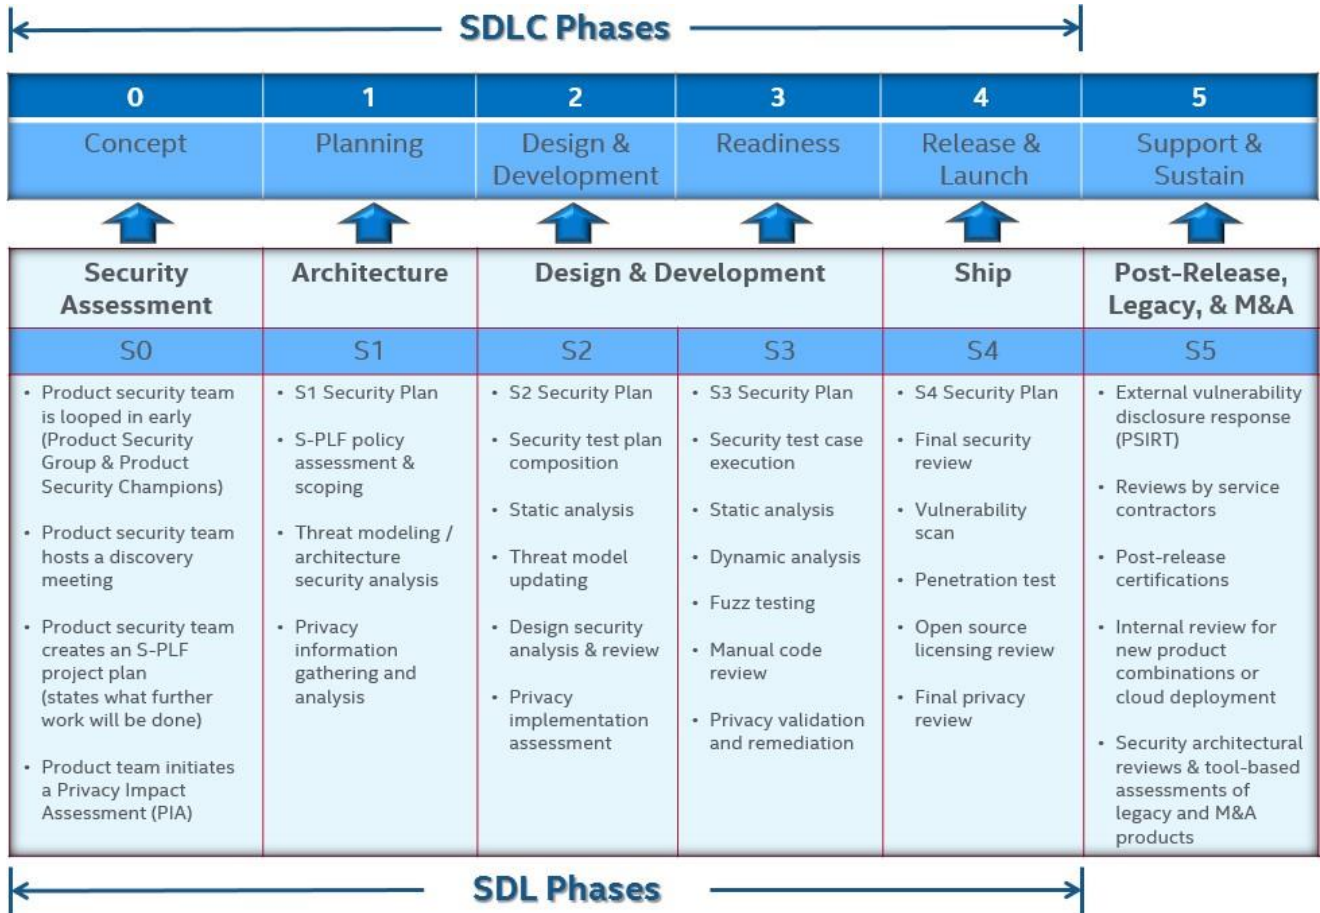 SDLC Phases
0
1
2
3
4
5
Concept
Planning
Design &
Development
Readiness
Release &
Launch
Support &
Sustain
Security
Assessment
Architecture
Design & Development
Ship
Post-Release,
Legacy, & M&A
S0
S1
S2
S3
S4
S5
• Product security team
is looped in early
(Product Security
Group & Product
Security Champions)
• Product security team
hosts a discovery
meeting
• Product security team
creates an S-PLF
project plan
(states what further
work will be done)
• Product team initiates
a Privacy Impact
Assessment (PIA)
• S1 Security Plan
• S-PLF policy
assessment &
scoping
• Threat modeling /
architecture
security analysis
• Privacy
information
gathering and
analysis
• S2 Security Plan
• Security test plan
composition
• Static analysis
• Threat model
updating
• Design security
analysis & review
• Privacy
implementation
assessment
• S3 Security Plan
• Security test case
execution
• Static analysis
• Dynamic analysis
• Fuzz testing
• Manual code
review
• Privacy validation
and remediation
• S4 Security Plan
• Final security
review
• Vulnerability
scan
• Penetration test
• Open source
licensing review
• Final privacy
review
• External vulnerability
disclosure response
(PSIRT)
• Reviews by service
contractors
• Post-release
certifications
• Internal review for
new product
combinations or
cloud deployment
• Security architectural
reviews & tool-based
assessments of
legacy and M&A
products
SDL Phases